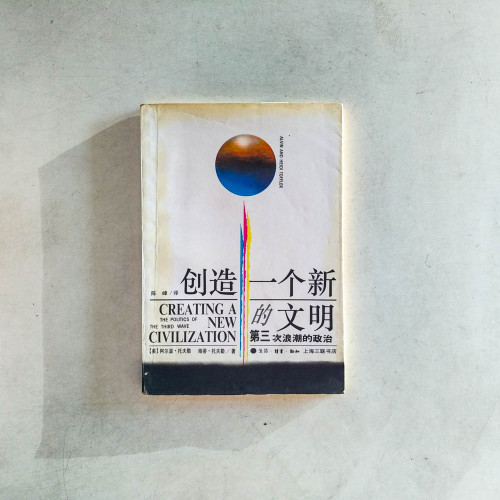 ALVIN AND HEIDI TOFFLER
创造一个新
陈峰/译
的文明
CREATING A
THE POLITICS OF
NEW
THE THIRD WAVE
CIVILIZATION
第三次浪潮的政治
【美】阿尔温·托夫勒 海蒂·托夫勒/著
生活·读书·知识 上海三联书店